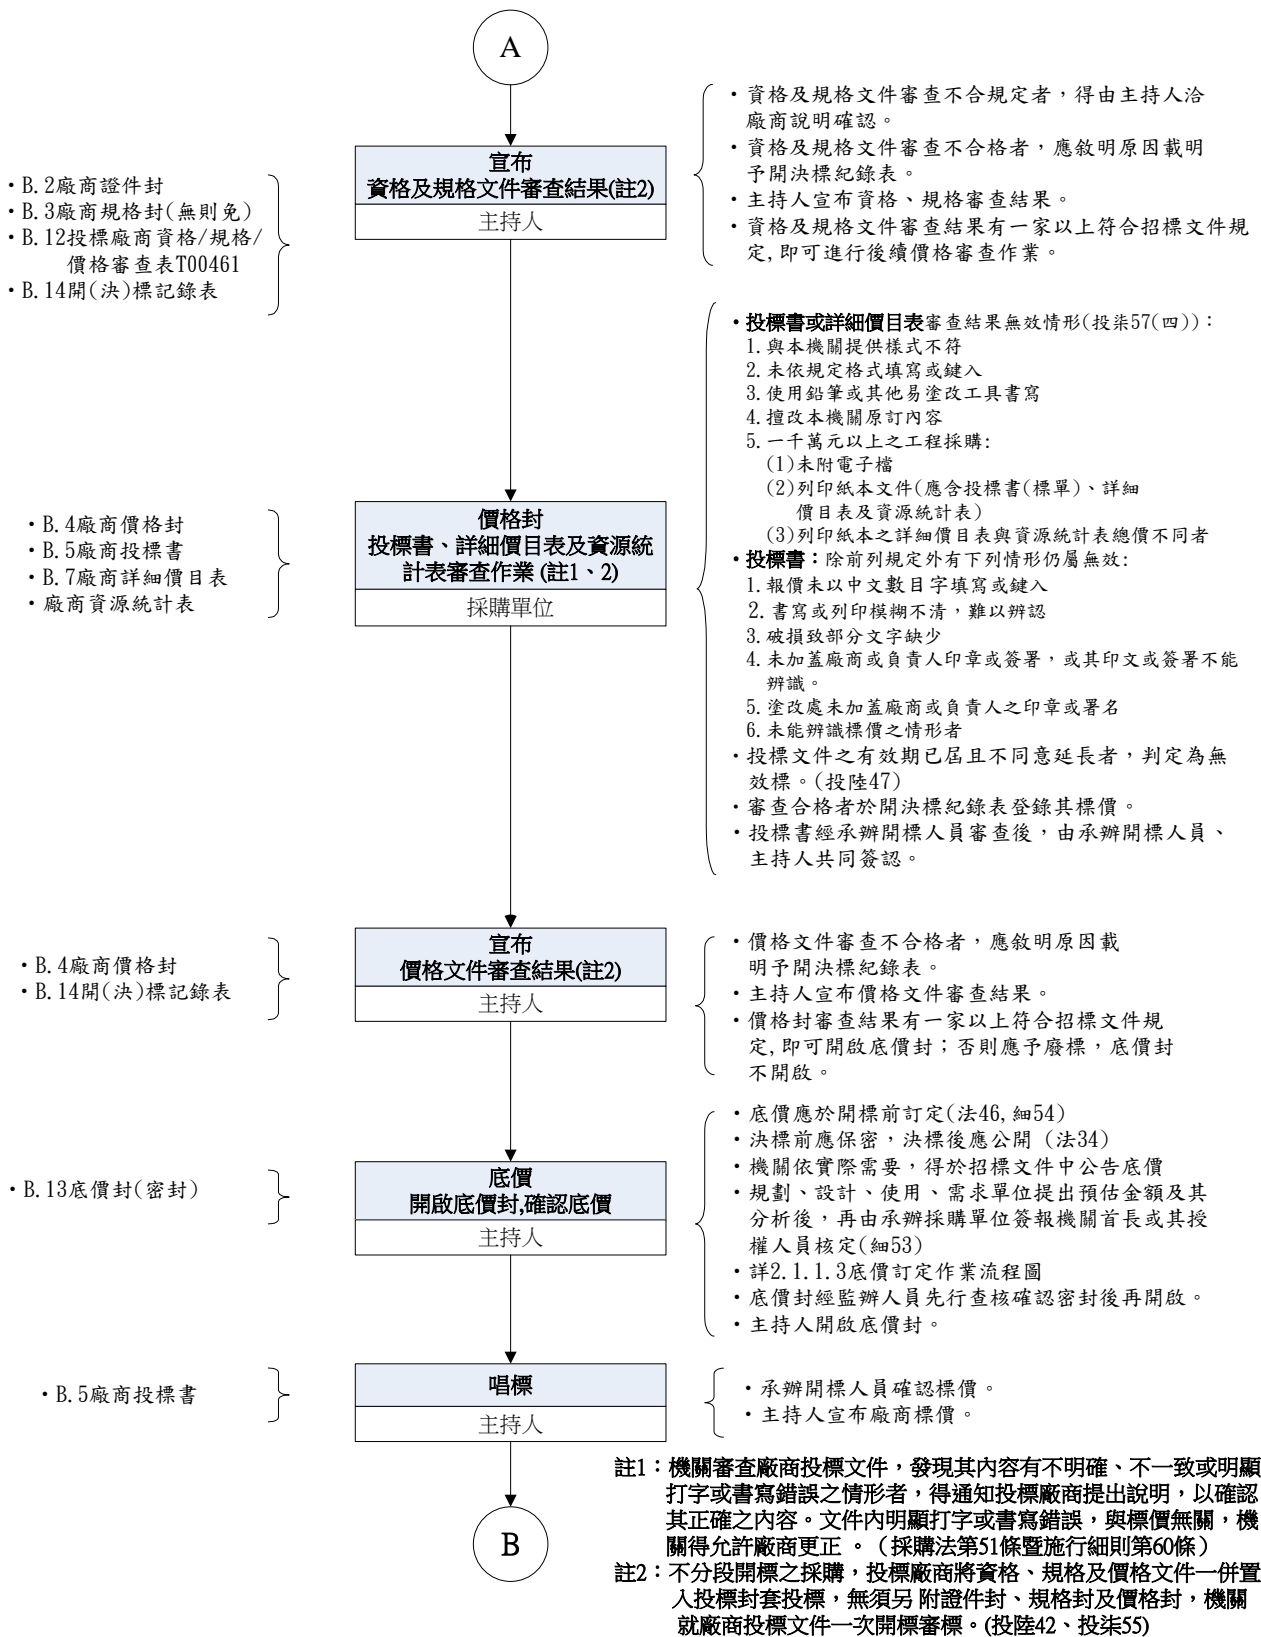 A
宣布
資格及規格文件審查結果(註2)
主持人
・B.2廠商證件封
・B.3廠商規格封(無則免)
・B.12投標廠商資格/規格/
價格審查表T00461
・B.14開(決)標記錄表
・資格及規格文件審查不合規定者，得由主持人洽
廠商說明確認。
・資格及規格文件審查不合格者，應敘明原因載明
予開決標紀錄表。
・主持人宣布資格、規格審查結果。
・資格及規格文件審查結果有一家以上符合招標文件規
定,即可進行後續價格審查作業。
價格封
投標書、詳細價目表及資源統
計表審查作業 (註1、2)
採購單位
・B.4廠商價格封
・B.5廠商投標書
・B.7廠商詳細價目表
・廠商資源統計表
・投標書或詳細價目表審查結果無效情形(投柒57(四))：
1.與本機關提供樣式不符
2.未依規定格式填寫或鍵入
3.使用鉛筆或其他易塗改工具書寫
4.擅改本機關原訂內容
5.一千萬元以上之工程採購:
(1)未附電子檔
(2)列印紙本文件(應含投標書(標單)、詳細
價目表及資源統計表)
(3)列印紙本之詳細價目表與資源統計表總價不同者
・投標書：除前列規定外有下列情形仍屬無效:
1.報價未以中文數目字填寫或鍵入
2.書寫或列印模糊不清，難以辨認
3.破損致部分文字缺少
4.未加蓋廠商或負責人印章或簽署，或其印文或簽署不能
辨識。
5.塗改處未加蓋廠商或負責人之印章或署名
6.未能辨識標價之情形者
・投標文件之有效期已屆且不同意延長者，判定為無
效標。(投陸47)
・審查合格者於開決標紀錄表登錄其標價。
・投標書經承辦開標人員審查後，由承辦開標人員、
主持人共同簽認。
宣布
價格文件審查結果(註2)
主持人
・B.4廠商價格封
・B.14開(決)標記錄表
・價格文件審查不合格者，應敘明原因載
明予開決標紀錄表。
・主持人宣布價格文件審查結果。
・價格封審查結果有一家以上符合招標文件規
定,即可開啟底價封；否則應予廢標，底價封
不開啟。
底價
開啟底價封,確認底價
主持人
・B.13底價封(密封)
・底價應於開標前訂定(法46,細54)
・決標前應保密，決標後應公開 (法34)
・機關依實際需要，得於招標文件中公告底價
・規劃、設計、使用、需求單位提出預估金額及其
分析後，再由承辦採購單位簽報機關首長或其授
權人員核定(細53)
・詳2.1.1.3底價訂定作業流程圖
・底價封經監辦人員先行查核確認密封後再開啟。
・主持人開啟底價封。
唱標
主持人
・B.5廠商投標書
・承辦開標人員確認標價。
・主持人宣布廠商標價。
B
註1：機關審查廠商投標文件，發現其內容有不明確、不一致或明顯
打字或書寫錯誤之情形者，得通知投標廠商提出說明，以確認
其正確之內容。文件內明顯打字或書寫錯誤，與標價無關，機
關得允許廠商更正 。（採購法第51條暨施行細則第60條）
註2：不分段開標之採購，投標廠商將資格、規格及價格文件一併置
入投標封套投標，無須另 附證件封、規格封及價格封，機關
就廠商投標文件一次開標審標。(投陸42、投柒55)